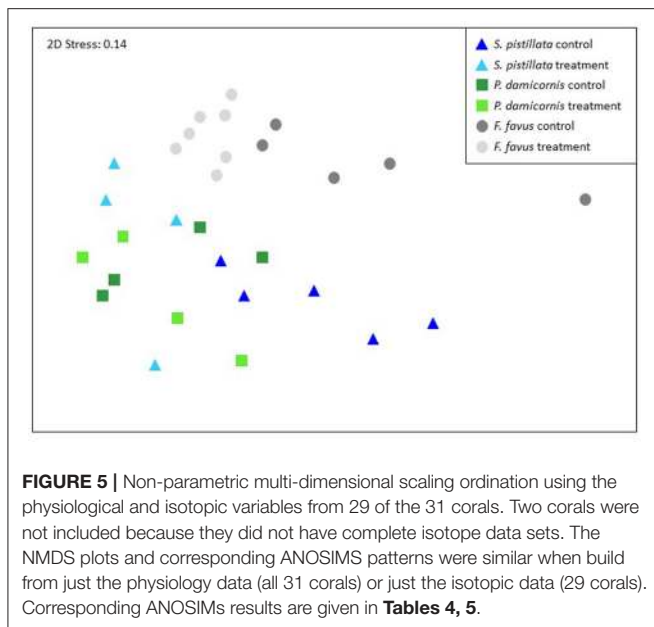 2D Stress: 0.14
S. pistillata control
S. pistillata treatment
P. damicornis control
P. damicornis treatment
F. favus control
F. favus treatment
FIGURE 5 | Non-parametric multi-dimensional scaling ordination using the
physiological and isotopic variables from 29 of the 31 corals. Two corals were
not included because they did not have complete isotope data sets. The
NMDS plots and corresponding ANOSIMS patterns were similar when build
from just the physiology data (all 31 corals) or just the isotopic data (29 corals).
Corresponding ANOSIMs results are given in Tables 4, 5.